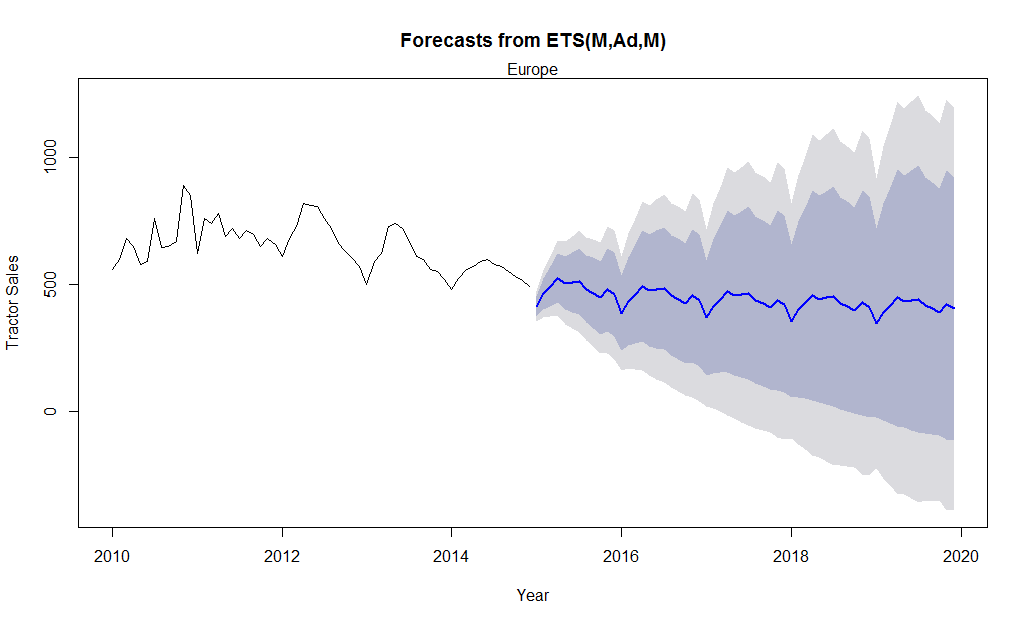 Forecasts from ETS(M,Ad,M)
Europe
Tractor Sales
1000
500
0
2010 2012 2014 2016 2018 2020
Year